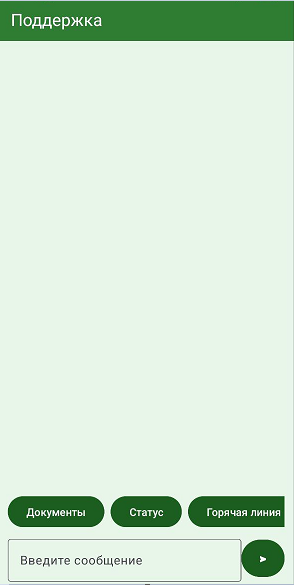 Поддержка
Документы Статус Горячая линия
Введите сообщение